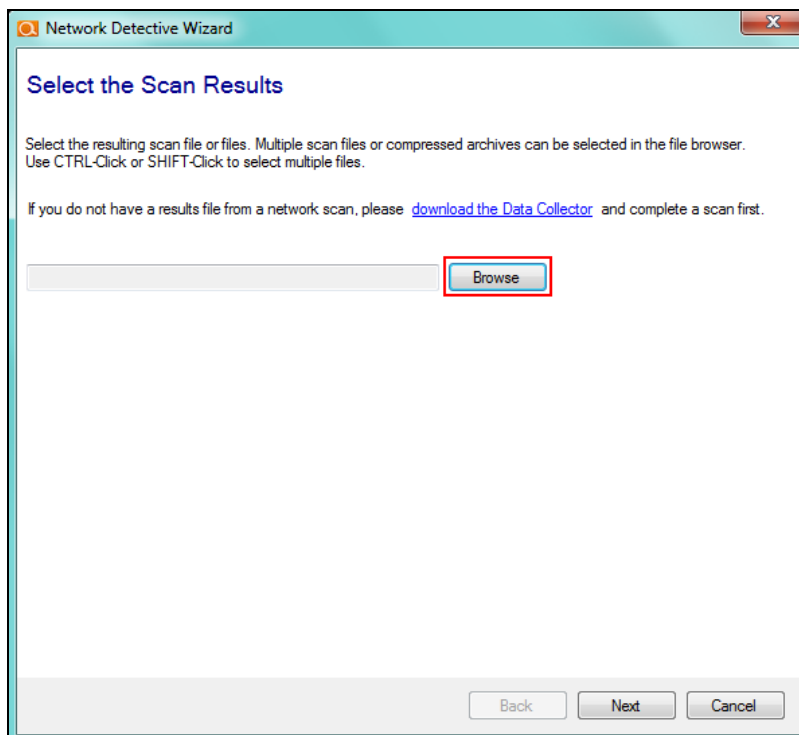 Network Detective Wizard
Select the Scan Results
Select the resulting scan file or files. Multiple scan files or compressed archives can be selected in the file browser.
Use CTRL-Click or SHIFT-Click to select multiple files.
If you do not have a results file from a network scan, please download the Data Collector and complete a scan first.
Browse
Back Next Cancel